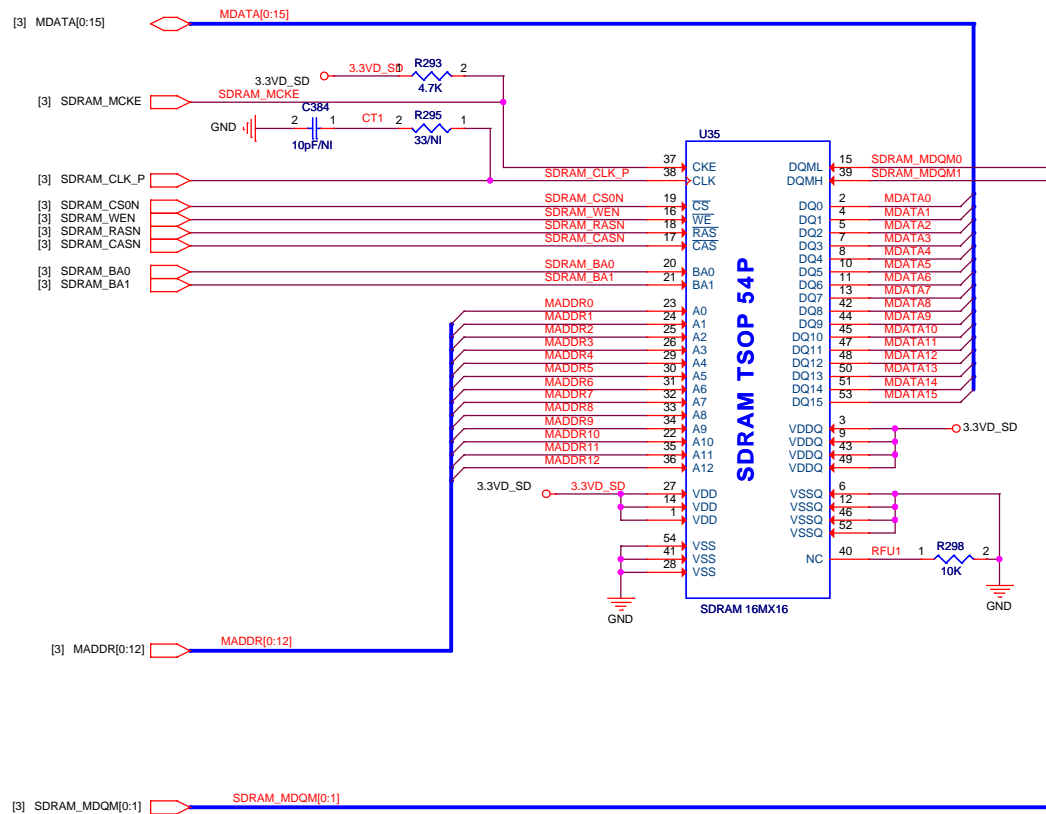 [3] MDATA[0:15] MDATA[0:15]
3.3VD_SD 3.3VD_SD 1 R293 2
4.7K
[3] SDRAM_MCKE SDRAM_MCKE
GND 2 C384 1 CT1 2 R295 1
10pF/NI 33/NI
U35
37 CKE DQML 15 SDRAM_MDQM0
[3] SDRAM_CLK_P SDRAM_CLK_P 38 CLK DQMH 39 SDRAM_MDQM1
[3] SDRAM_CS0N SDRAM_CS0N 19 CS DQ0 2 MDATA0
[3] SDRAM_WEN SDRAM_WEN 16 WE DQ1 4 MDATA1
[3] SDRAM_RASN SDRAM_RASN 18 RAS DQ2 5 MDATA2
[3] SDRAM_CASN SDRAM_CASN 17 CAS DQ3 7 MDATA3
DQ4 8 MDATA4
[3] SDRAM_BA0 SDRAM_BA0 20 BA0 DQ5 10 MDATA5
[3] SDRAM_BA1 SDRAM_BA1 21 BA1 DQ6 11 MDATA6
DQ7 13 MDATA7
MADDR0 23 A0 DQ8 42 MDATA8
MADDR1 24 A1 DQ9 44 MDATA9
MADDR2 25 A2 DQ10 45 MDATA10
MADDR3 26 A3 DQ11 47 MDATA11
MADDR4 29 A4 DQ12 48 MDATA12
MADDR5 30 A5 DQ13 50 MDATA13
MADDR6 31 A6 DQ14 51 MDATA14
MADDR7 32 A7 DQ15 53 MDATA15
MADDR8 33 A8
MADDR9 34 A9 VDDQ 3 3.3VD_SD
MADDR10 22 A10 VDDQ 9
MADDR11 35 A11 VDDQ 43
MADDR12 36 A12 VDDQ 49
SDRAM TSOP 54P
3.3VD_SD 3.3VD_SD 27 VDD VSSQ 6
14 VDD VSSQ 12
1 VDD VSSQ 46
VSSQ 52
54 VSS
41 VSS NC 40 RFU1 1 R298 2
28 VSS 10K
GND SDRAM 16MX16 GND
[3] MADDR[0:12] MADDR[0:12]
[3] SDRAM_MDQM[0:1] SDRAM_MDQM[0:1]